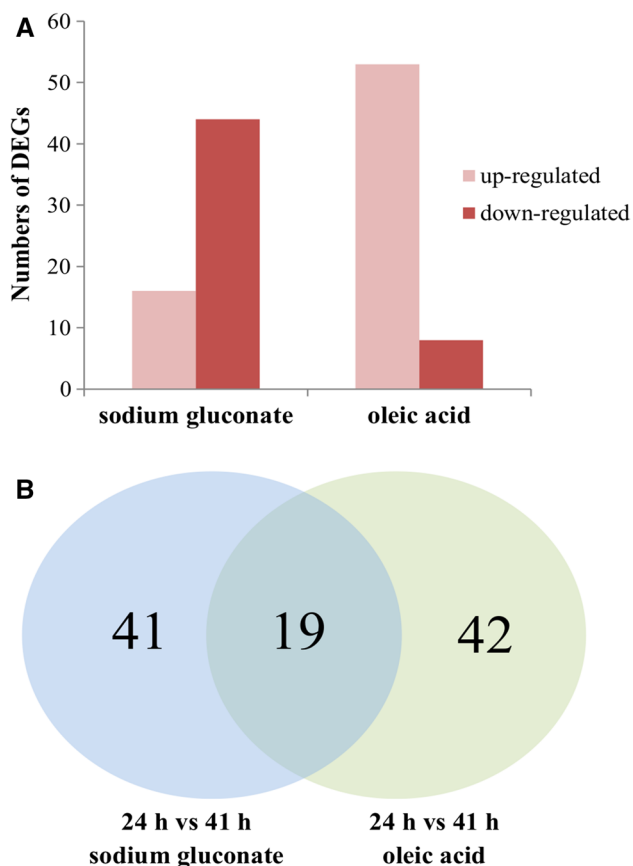 A
Numbers of DEGs
60
50
40
30
20
10
0
up-regulated
down-regulated
sodium gluconate
oleic acid
B
41
19
42
24 h vs 41 h
sodium gluconate
24 h vs 41 h
oleic acid